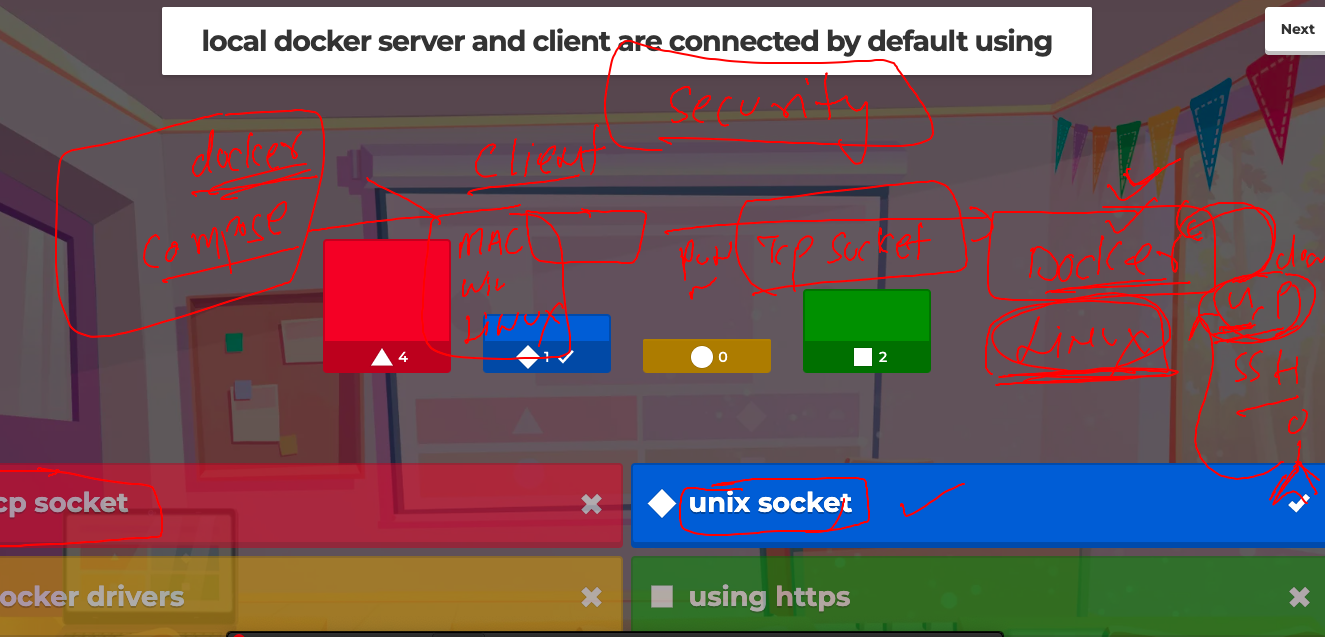 local docker server and client are connected by default using
Next
security
docker
client
compose
MAC
TCP socket
Docker
Linux
Linux
SSH
4
1
0
2
cp socket
unix socket
ocker drivers
using https